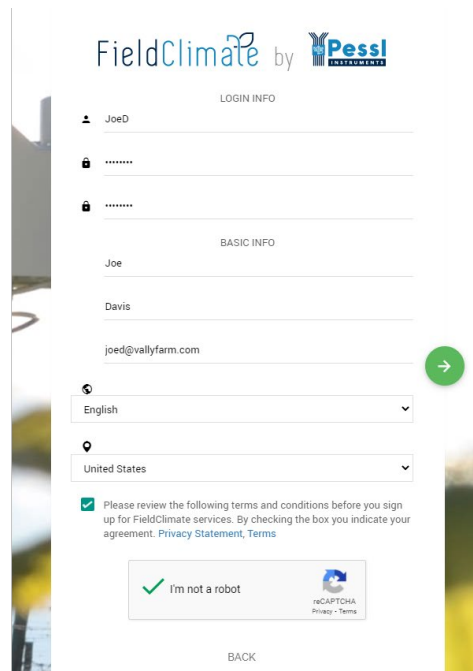 FieldClimate by Pessl
INSTRUMENTS
LOGIN INFO
JoeD
••••••••
••••••••
BASIC INFO
Joe
Davis
joed@vallyfarm.com
English
United States
Please review the following terms and conditions before you sign
up for FieldClimate services. By checking the box you indicate your
agreement. Privacy Statement, Terms
I'm not a robot
reCAPTCHA
Privacy - Terms
BACK